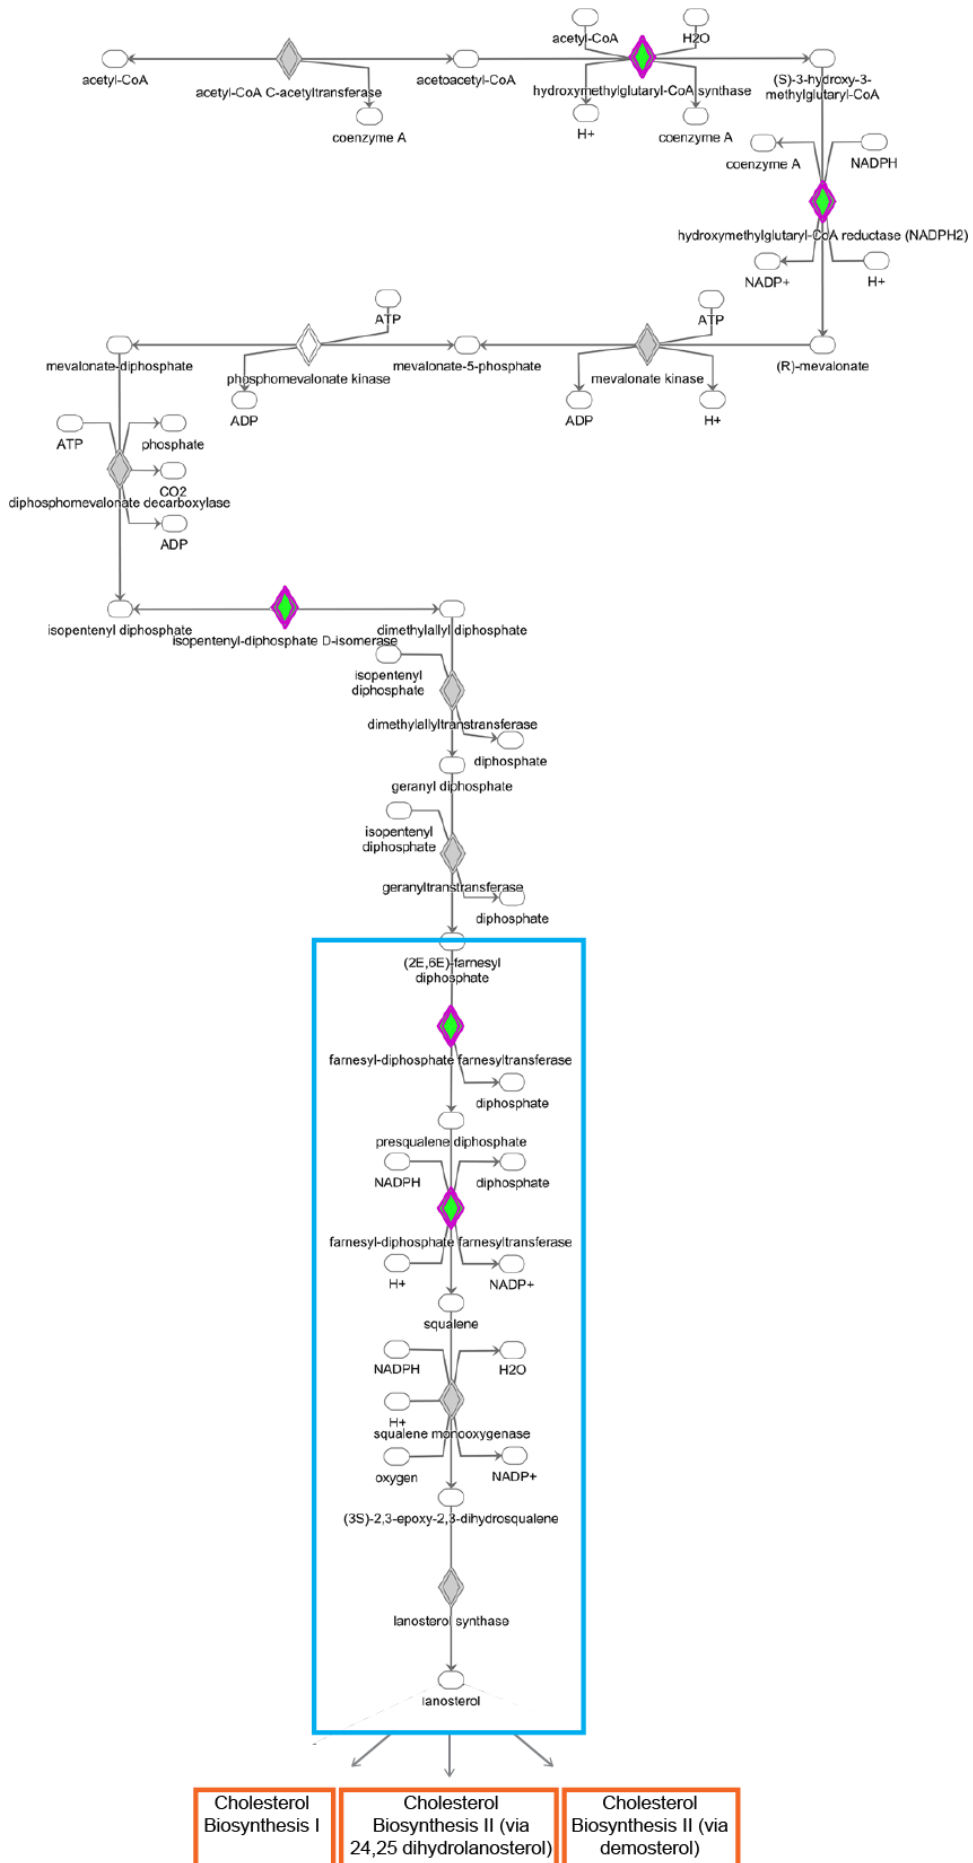 acetyl-CoA
H2O
acetyl-CoA
acetoacetyl-CoA
(S)-3-hydroxy-3-
methylglutaryl-CoA
acetyl-CoA C-acetyltransferase
hydroxymethylglutaryl-CoA synthase
coenzyme A
H+
coenzyme A
coenzyme A
NADPH
hydroxymethylglutaryl-CoA reductase (NADPH2)
NADP+
H+
ATP
ATP
mevalonate-diphosphate
mevalonate-5-phosphate
(R)-mevalonate
phosphomevalonate kinase
mevalonate kinase
ADP
ADP
H+
ATP
phosphate
CO2
diphosphomevalonate decarboxylase
ADP
isopentenyl diphosphate
isopentenyl-diphosphate D-isomerase
dimethylallyl diphosphate
isopentenyl
diphosphate
dimethylallyltranstransferase
diphosphate
geranyl diphosphate
isopentenyl
diphosphate
geranyltranstransferase
diphosphate
(2E,6E)-farnesyl
diphosphate
farnesyl-diphosphate farnesyltransferase
diphosphate
presqualene diphosphate
NADPH
diphosphate
farnesyl-diphosphate farnesyltransferase
H+
NADP+
squalene
NADPH
H2O
H+
squalene monooxygenase
oxygen
NADP+
(3S)-2,3-epoxy-2,3-dihydrosqualene
lanosterol synthase
lanosterol
Cholesterol
Biosynthesis I
Cholesterol
Biosynthesis II (via
24,25 dihydrolanosterol)
Cholesterol
Biosynthesis II (via
demosterol)